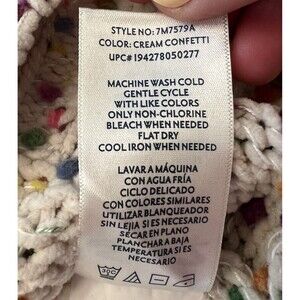 STYLE NO: 7M7579A
COLOR: CREAM CONFETTI
UPC# 194278050277
MACHINE WASH COLD
GENTLE CYCLE
WITH LIKE COLORS
ONLY NON-CHLORINE
BLEACH WHEN NEEDED
FLAT DRY
COOL IRON WHEN NEEDED
LAVAR A MÁQUINA
CON AGUA FRÍA
CICLO DELICADO
CON COLORES SIMILARES
UTILIZAR BLANQUEADOR
SIN LEJIA SI ES NECESARIO
SECAR EN PLANO
PLANCHAR A BAJA
TEMPERATURA SI ES
NECESARIO